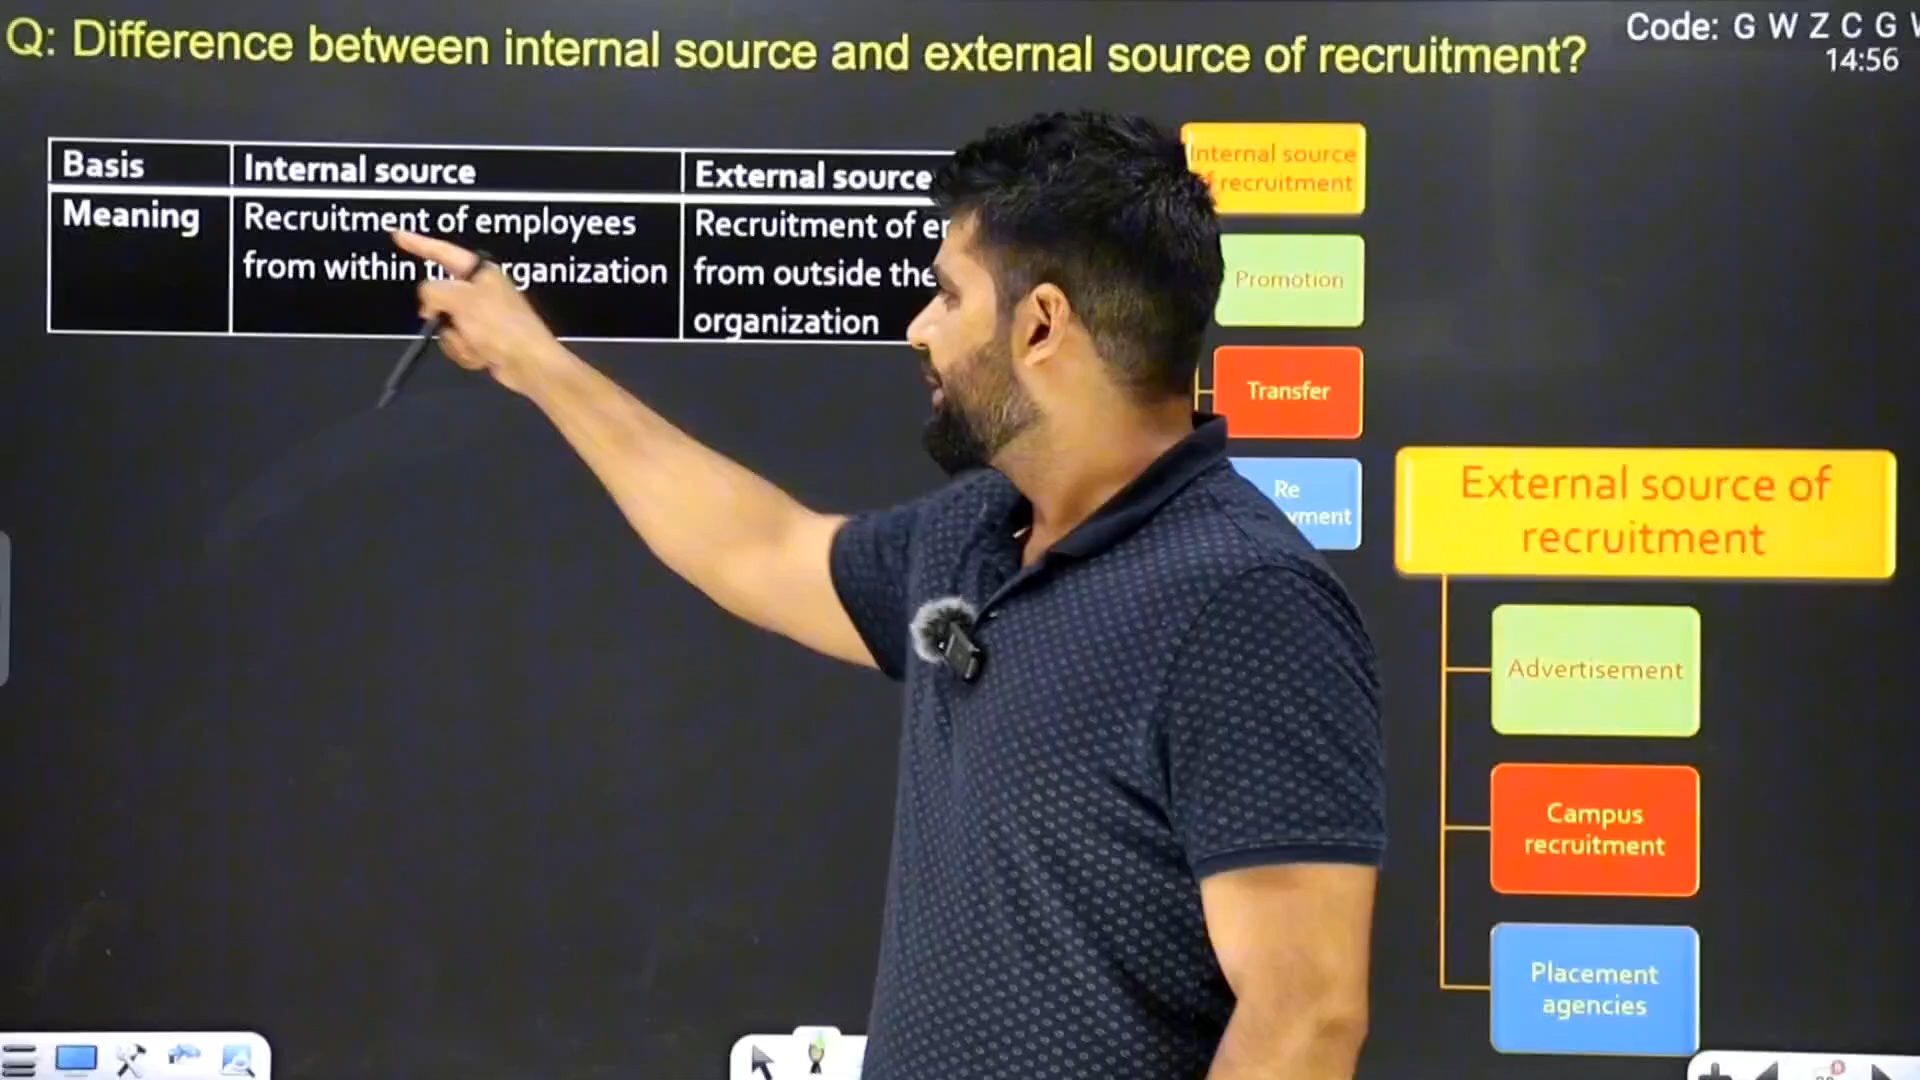 Q: Difference between internal source and external source of recruitment?
Code: G W Z C G
14:56
Basis
Internal source
External source
Meaning
Recruitment of employees
from within
Recruitment of
from outside the
organization
Internal source
recruitment
Promotion
Transfer
Re
External source of
recruitment
Advertisement
Campus
recruitment
Placement
agencies